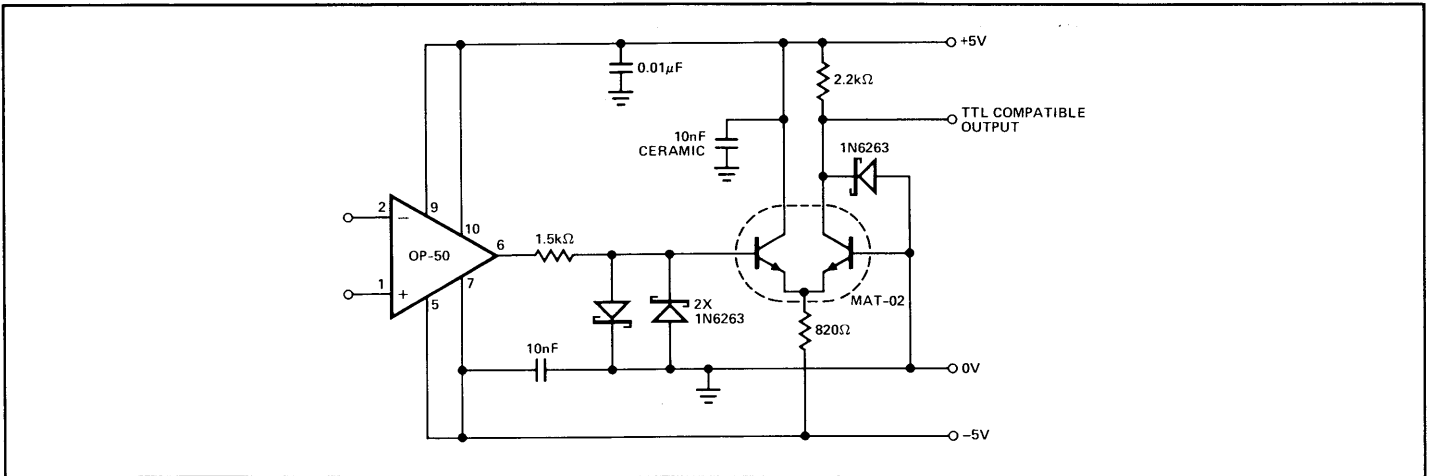 +5V
0.01µF
2.2kΩ
TTL COMPATIBLE
OUTPUT
10nF
CERAMIC
1N6263
2
9
−
10
OP-50
6
1.5kΩ
1
+
7
5
2X
1N6263
MAT-02
820Ω
10nF
0V
−5V